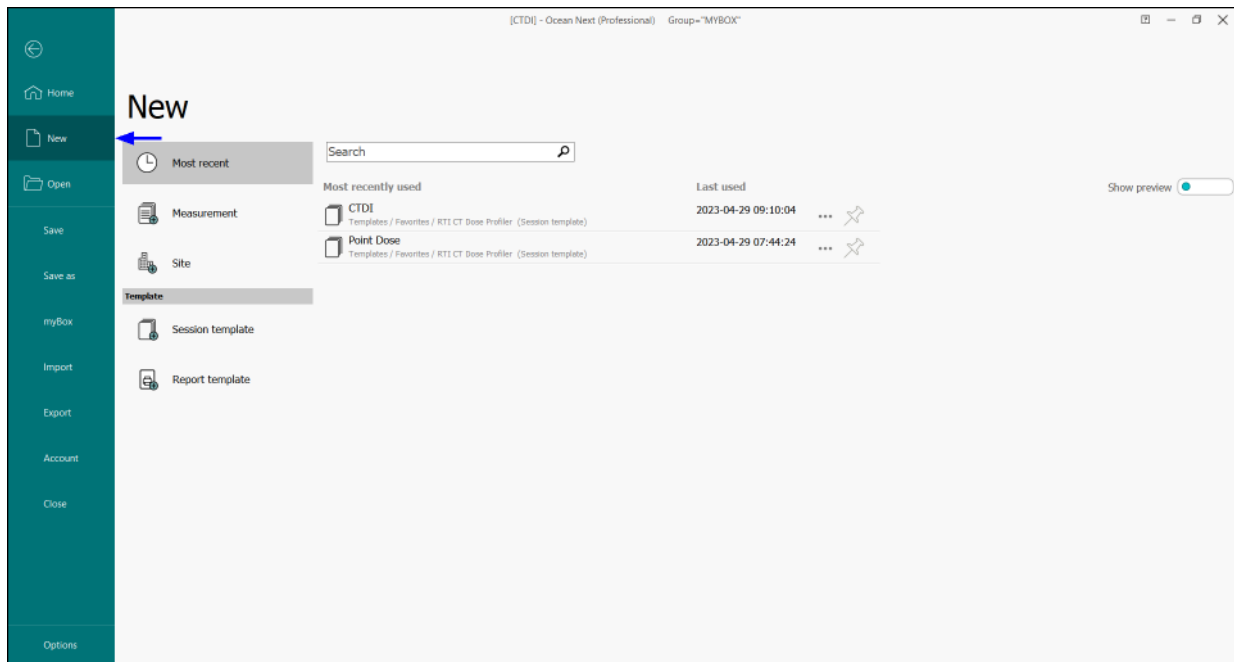 [CTDI] - Ocean Next (Professional) Group="MYBOX"
Home
New
Open
Save
Save as
myBox
Import
Export
Account
Close
Options
New
Most recent
Measurement
Site
Template
Session template
Report template
Search
Most recently used Last used
Show preview
CTDI 2023-04-29 09:10:04 ...
Templates / Favorites / RTI CT Dose Profiler (Session template)
Point Dose 2023-04-29 07:44:24 ...
Templates / Favorites / RTI CT Dose Profiler (Session template)